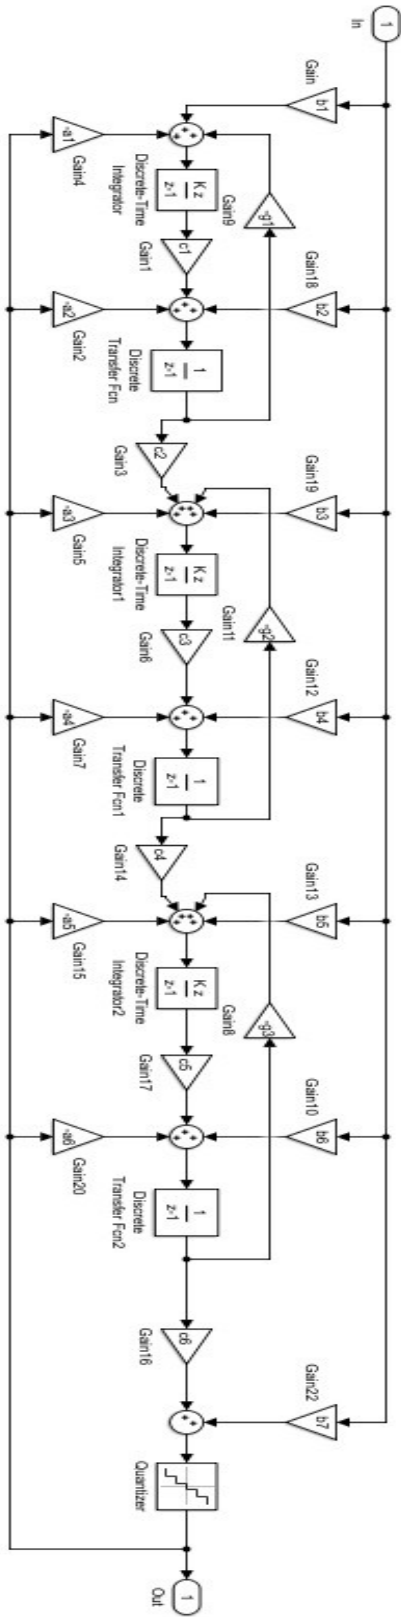 1
In
b1
Gain
b2
Gain18
b3
Gain19
b4
Gain12
b5
Gain13
b6
Gain10
b7
Gain22
-g1
Gain9
-g2
Gain11
-g3
Gain8
K z
z-1
Discrete-Time
Integrator
c1
Gain1
1
z-1
Discrete
Transfer Fcn
c2
Gain3
K z
z-1
Discrete-Time
Integrator1
c3
Gain6
1
z-1
Discrete
Transfer Fcn1
c4
Gain14
K z
z-1
Discrete-Time
Integrator2
c5
Gain17
1
z-1
Discrete
Transfer Fcn2
c6
Gain16
Quantizer
1
Out
-a1
Gain4
-a2
Gain2
-a3
Gain5
-a4
Gain7
-a5
Gain15
-a6
Gain20